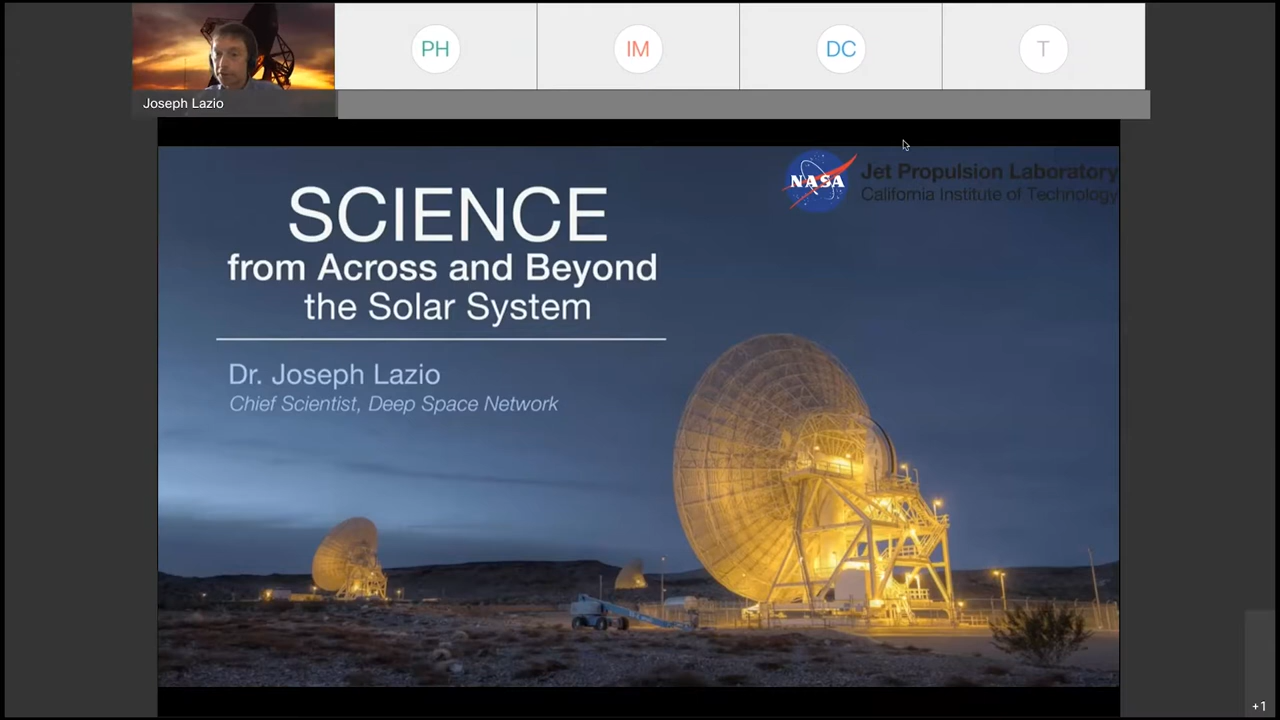 PH
IM
DC
T
Joseph Lazio
NASA
Jet Propulsion Laboratory
California Institute of Technology
SCIENCE
from Across and Beyond
the Solar System
Dr. Joseph Lazio
Chief Scientist, Deep Space Network
+1